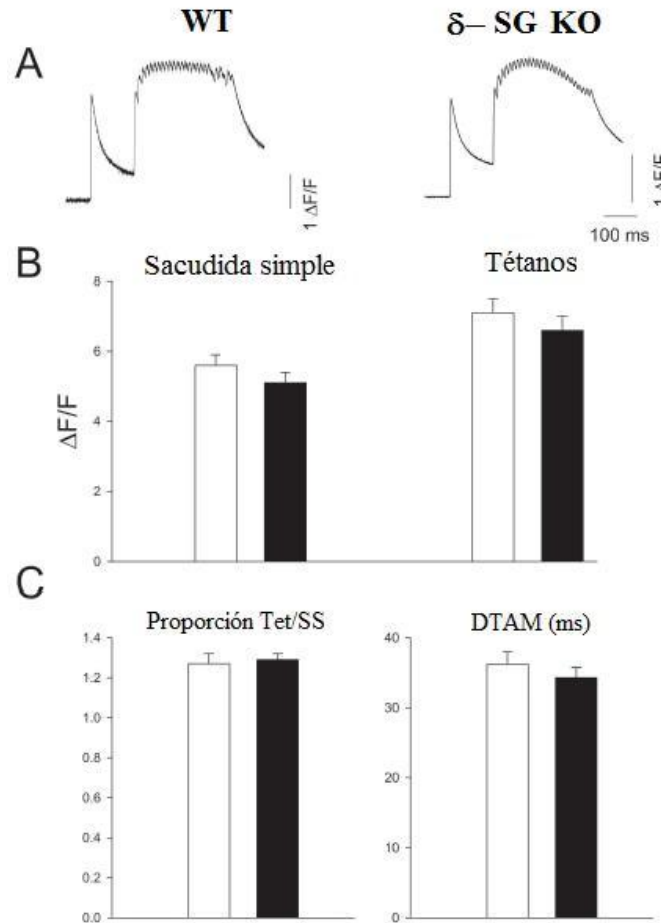 WT
δ– SG KO
A
1 ΔF/F
1 ΔF/F
100 ms
B
Sacudida simple
Tétanos
8
6
4
2
0
ΔF/F
C
Proporción Tet/SS
1.4
1.2
1.0
0.8
0.6
0.4
0.2
0.0
DTAM (ms)
40
30
20
10
0